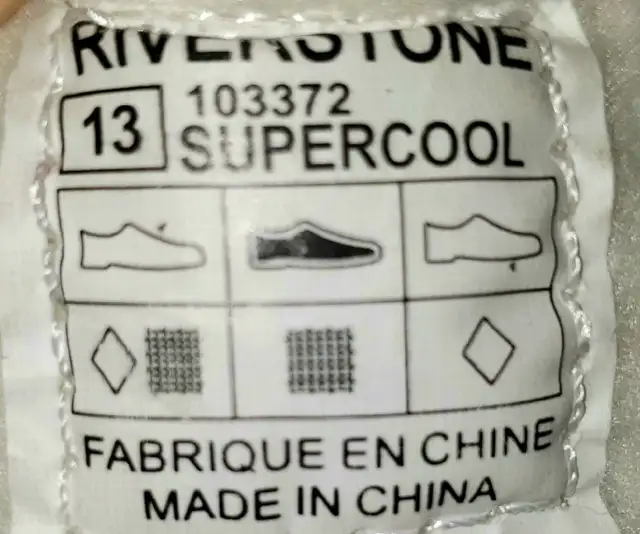 RIVERSTONE
13
103372
SUPERCOOL
FABRIQUE EN CHINE
MADE IN CHINA